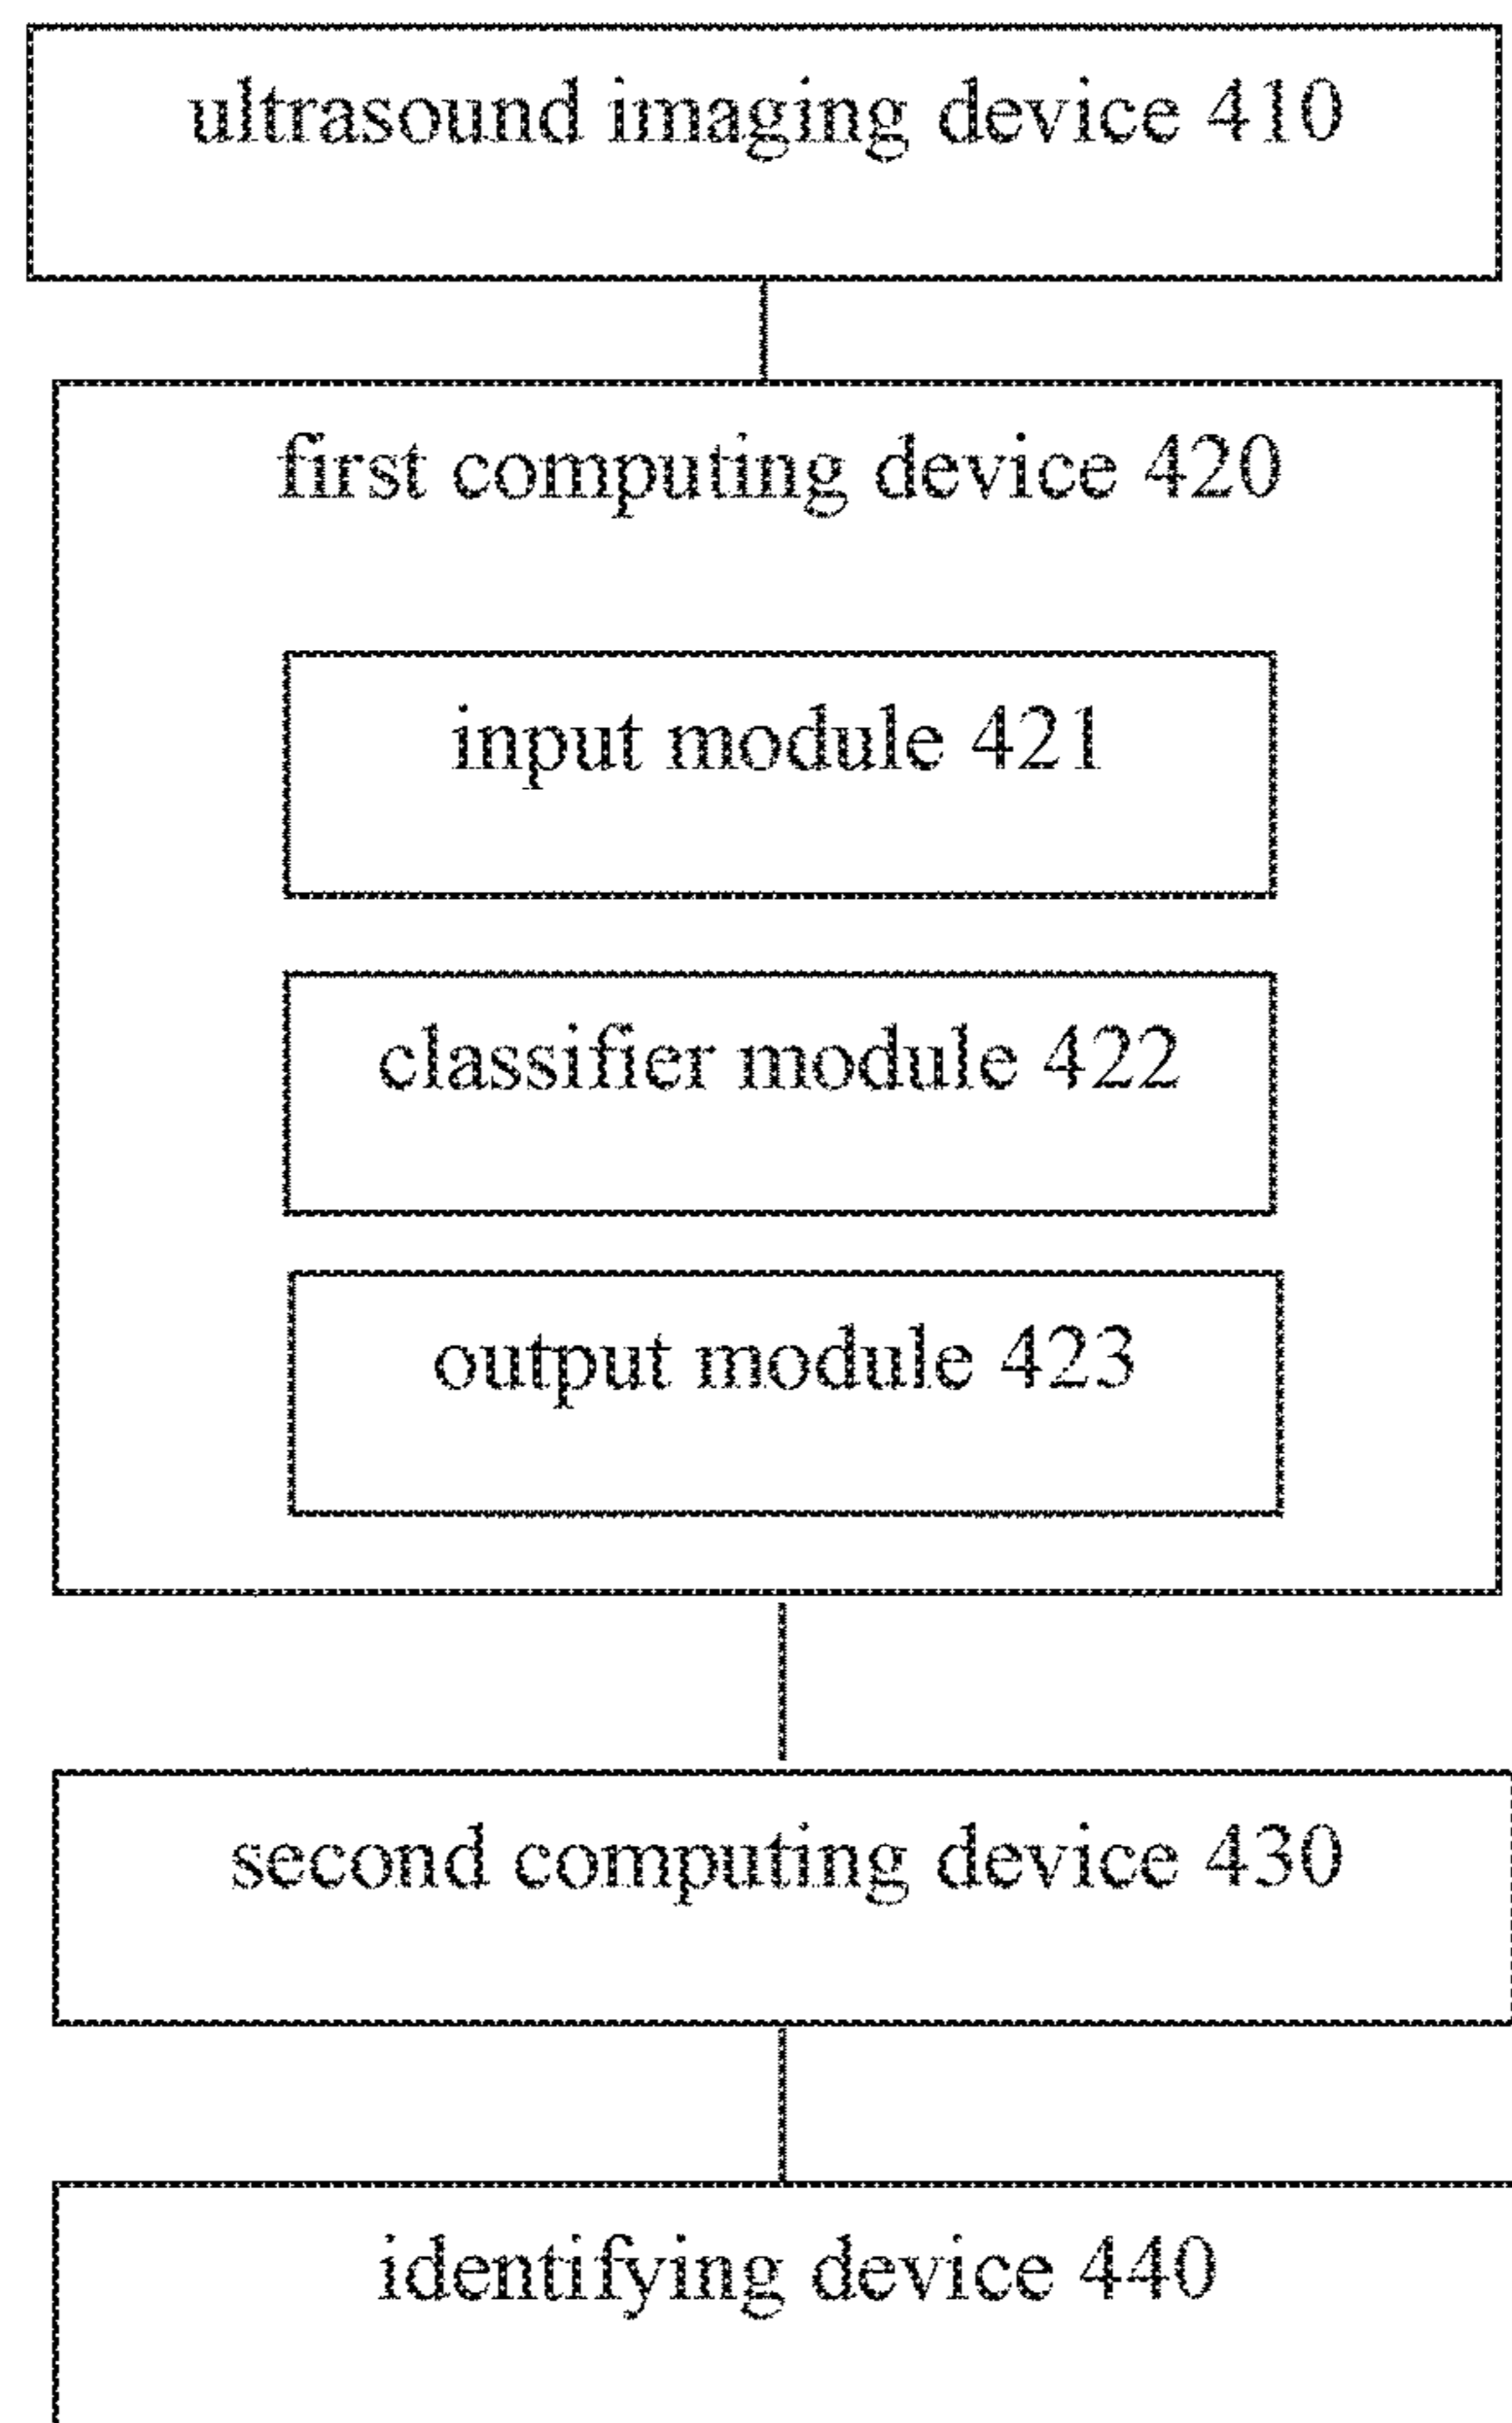 ultrasound imaging device 410
first computing device 420
input module 421
classifier module 422
output module 423
second computing device 430
identifying device 440